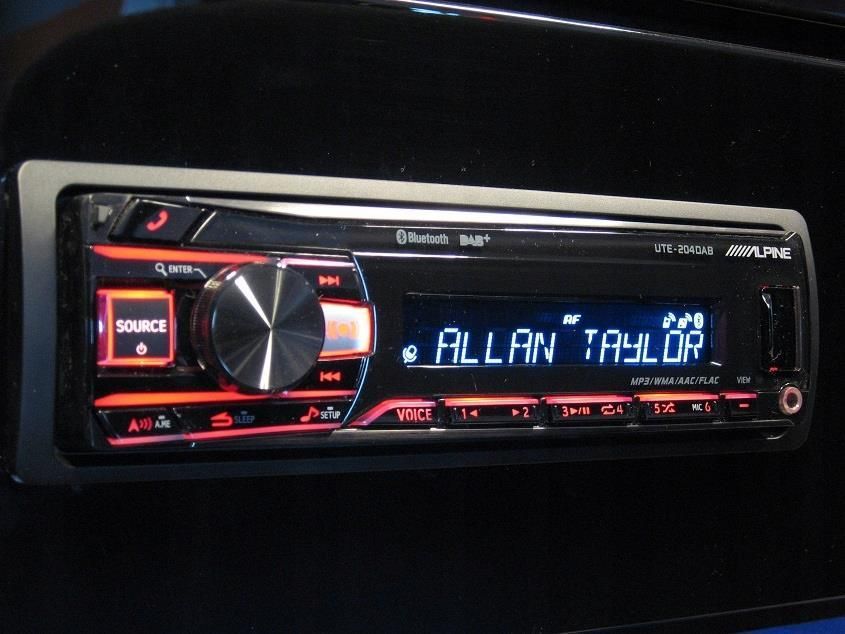 Bluetooth DAB+ UTE-204DAB ALPINE
ENTER
SOURCE
AF
ALLAN TAYLOR
MP3/WMA/AAC/FLAC VIEW
A.ME SLEEP SETUP VOICE 1 2 3 4 5 MIC 6